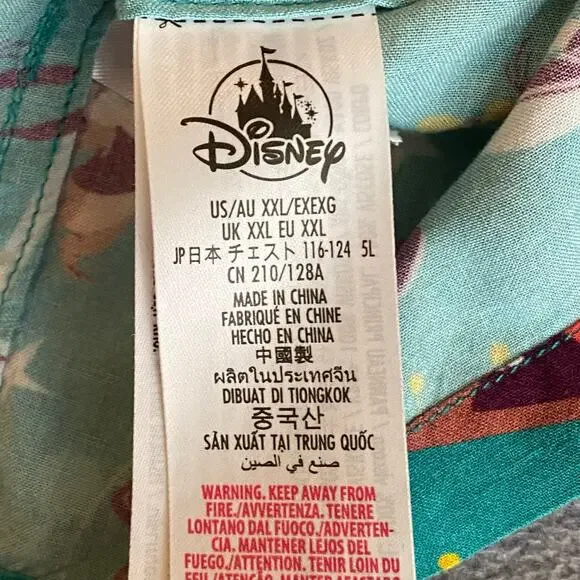 Disney
US/AU XXL/EXEXG
UK XXL EU XXL
JP日本 チェスト 116-124 5L
CN 210/128A
MADE IN CHINA
FABRIQUÉ EN CHINE
HECHO EN CHINA
中國製
ผลิตในประเทศจีน
DIBUAT DI TIONGKOK
중국산
SẢN XUẤT TẠI TRUNG QUỐC
صنع في الصين
WARNING. KEEP AWAY FROM
FIRE./AVVERTENZA. TENERE
LONTANO DAL FUOCO./ADVERTEN-
CIA. MANTENER LEJOS DEL
FUEGO./ATTENTION. TENIR LOIN DU
FEU./ATENÇÃO. MANTER AFASTADO